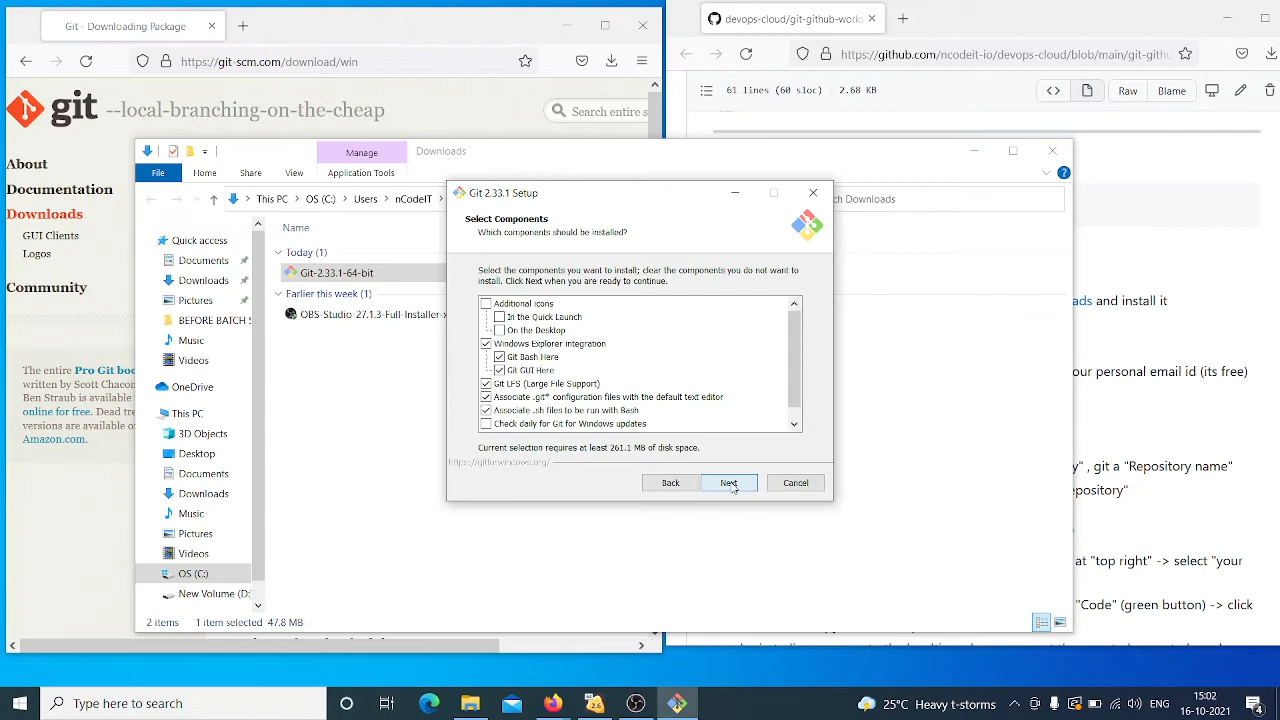 Git - Downloading Package
https://git-scm.com/download/win
git --local-branching-on-the-cheap
Search entire s
About
Documentation
Downloads
GUI Clients
Logos
Community
The entire Pro Git boo
written by Scott Chacon
Ben Straub is available
online for free. Dead tre
versions are available o
Amazon.com.
devops-cloud/git-github-works
https://github.com/ncodeit-io/devops-cloud/blob/main/git-githu
61 lines (60 sloc) 2.68 KB
Raw
Blame
ads and install it
our personal email id (its free)
y", git a "Repository name"
epository"
at "top right" -> select "your
"Code" (green button) -> click
Manage
Downloads
File
Home
Share
View
Application Tools
This PC
OS (C:)
Users
nCodeIT
ch Downloads
Quick access
Documents
Downloads
Pictures
BEFORE BATCH S
Music
Videos
OneDrive
This PC
3D Objects
Desktop
Documents
Downloads
Music
Pictures
Videos
OS (C:)
New Volume (D:
Name
Today (1)
Git-2.33.1-64-bit
Earlier this week (1)
OBS-Studio-27.1.3-Full-Installer-x
2 items
1 item selected 47.8 MB
Git 2.33.1 Setup
Select Components
Which components should be installed?
Select the components you want to install; clear the components you do not want to
install. Click Next when you are ready to continue.
Additional icons
In the Quick Launch
On the Desktop
Windows Explorer integration
Git Bash Here
Git GUI Here
Git LFS (Large File Support)
Associate .git* configuration files with the default text editor
Associate .sh files to be run with Bash
Check daily for Git for Windows updates
Current selection requires at least 261.1 MB of disk space.
https://gitforwindows.org/
Back
Next
Cancel
Type here to search
25°C Heavy t-storms
ENG
15:02
16-10-2021